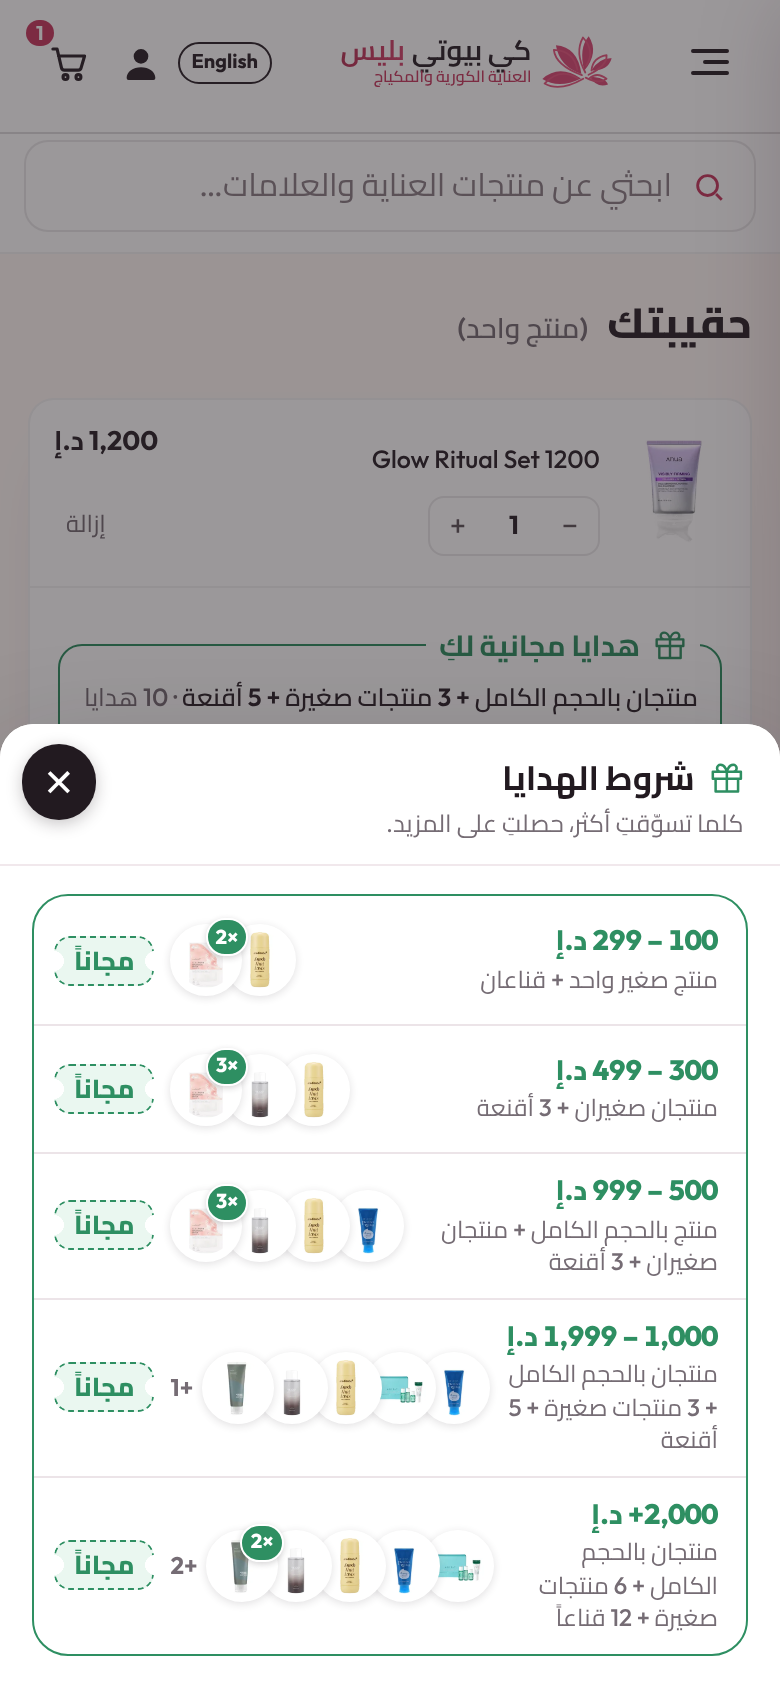 كي بيوتي بليس
العناية الكورية والمكياج
English
1
ابحثي عن منتجات العناية والعلامات...
حقيبتك (منتج واحد)
Glow Ritual Set 1200
1,200 د.إ
− 1 +
إزالة
هدايا مجانية لكِ
منتجان بالحجم الكامل + 3 منتجات صغيرة + 5 أقنعة · 10 هدايا
شروط الهدايا
كلما تسوّقتِ أكثر، حصلتِ على المزيد.
100 – 299 د.إ
منتج صغير واحد + قناعان
2×
مجاناً
300 – 499 د.إ
منتجان صغيران + 3 أقنعة
3×
مجاناً
500 – 999 د.إ
منتج بالحجم الكامل + منتجان
صغيران + 3 أقنعة
3×
مجاناً
1,000 – 1,999 د.إ
منتجان بالحجم الكامل
+ 3 منتجات صغيرة + 5
أقنعة
1+
مجاناً
2,000+ د.إ
منتجان بالحجم
الكامل + 6 منتجات
صغيرة + 12 قناعاً
2×
2+
مجاناً